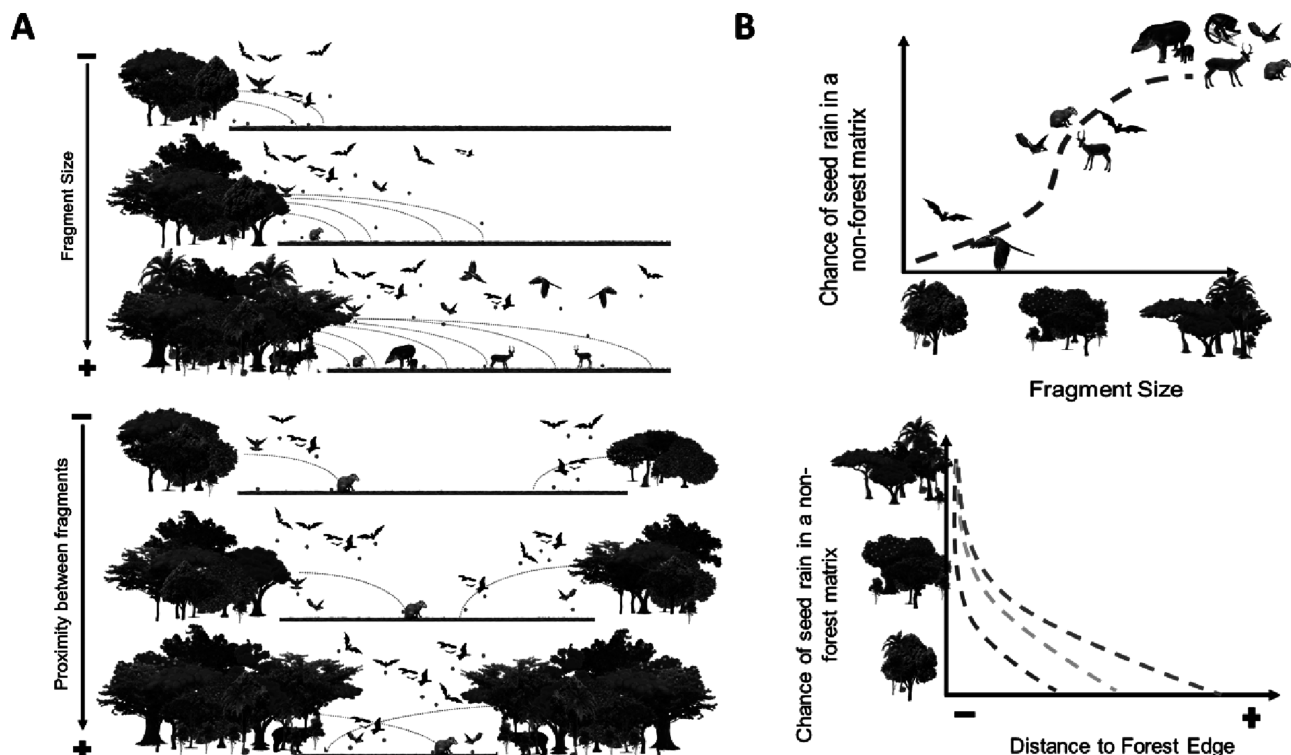 A
−
Fragment Size
+
−
Proximity between fragments
+
B
Chance of seed rain in a
non-forest matrix
Fragment Size
Chance of seed rain in a non-
forest matrix
−
+
Distance to Forest Edge